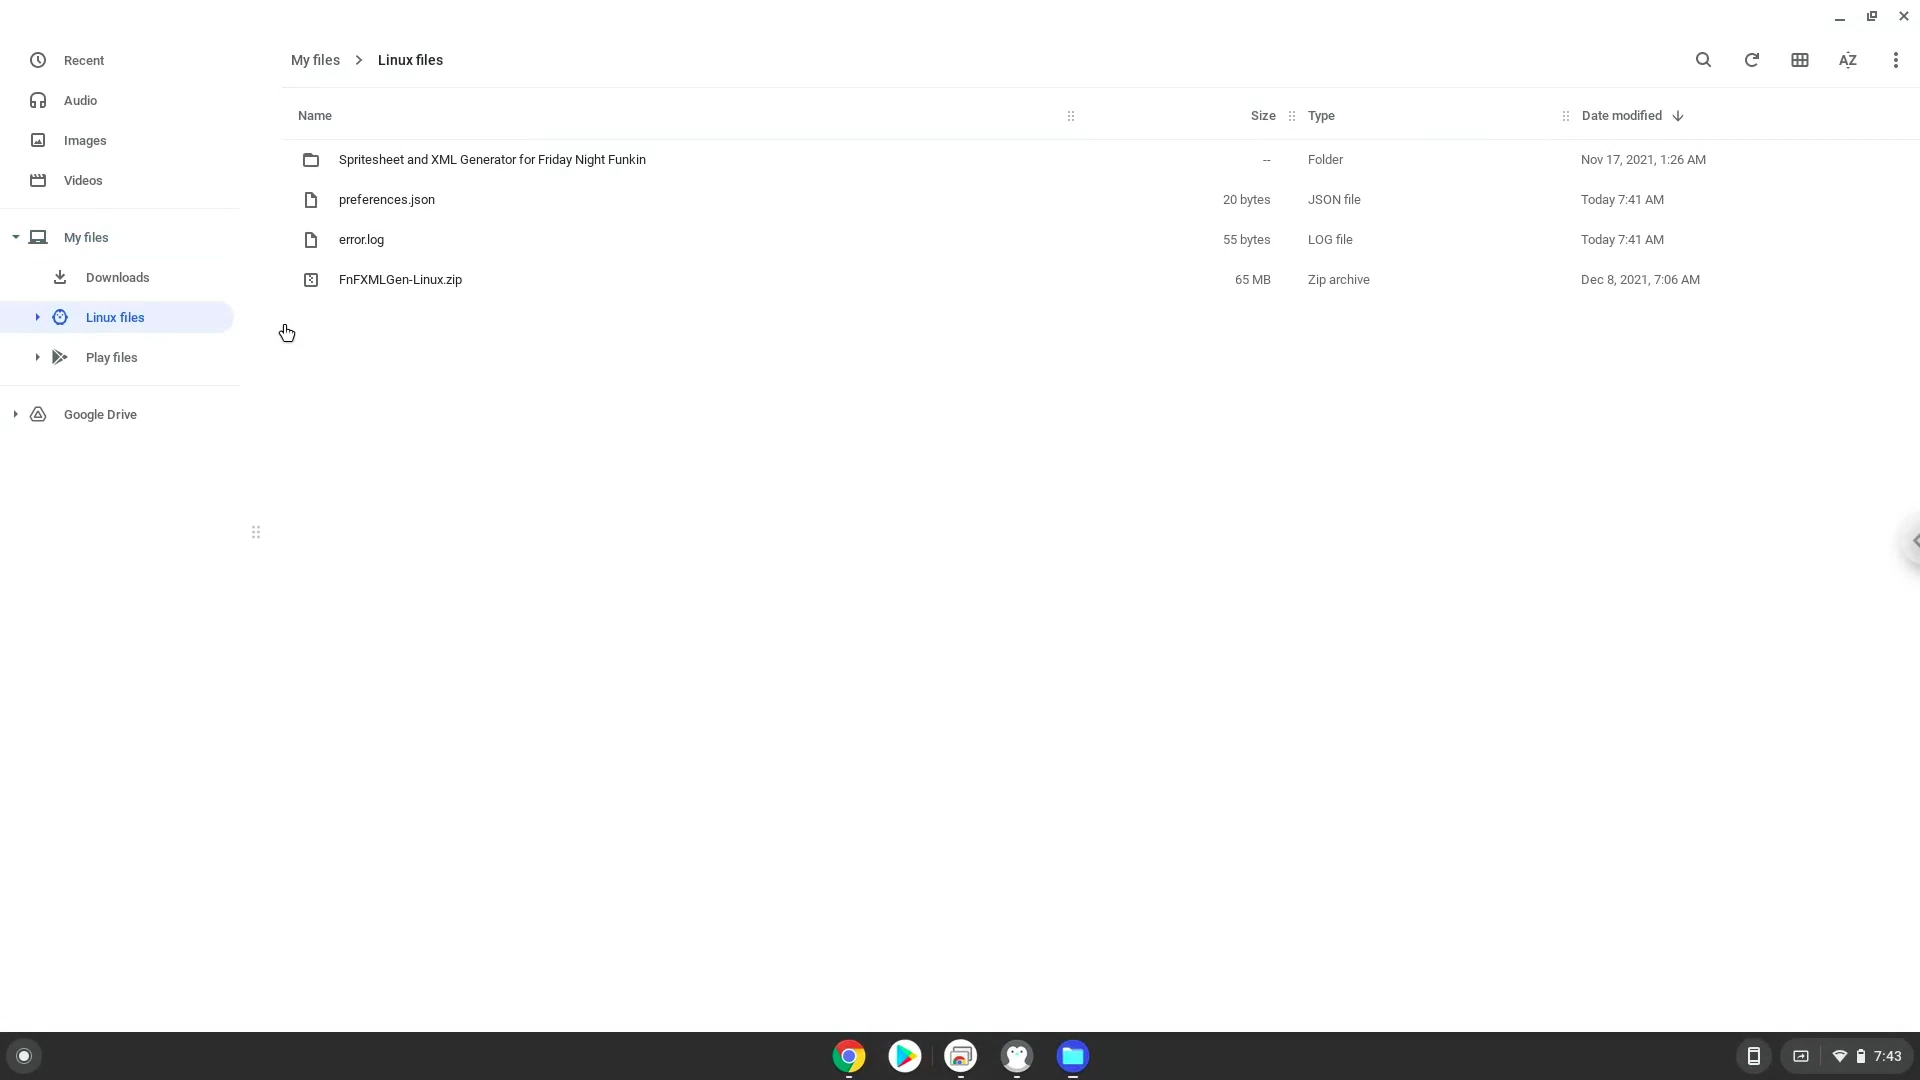 Recent
Audio
Images
Videos
My files
Downloads
Linux files
Play files
Google Drive
My files > Linux files
AZ
Name Size Type Date modified
Spritesheet and XML Generator for Friday Night Funkin -- Folder Nov 17, 2021, 1:26 AM
preferences.json 20 bytes JSON file Today 7:41 AM
error.log 55 bytes LOG file Today 7:41 AM
FnFXMLGen-Linux.zip 65 MB Zip archive Dec 8, 2021, 7:06 AM
7:43